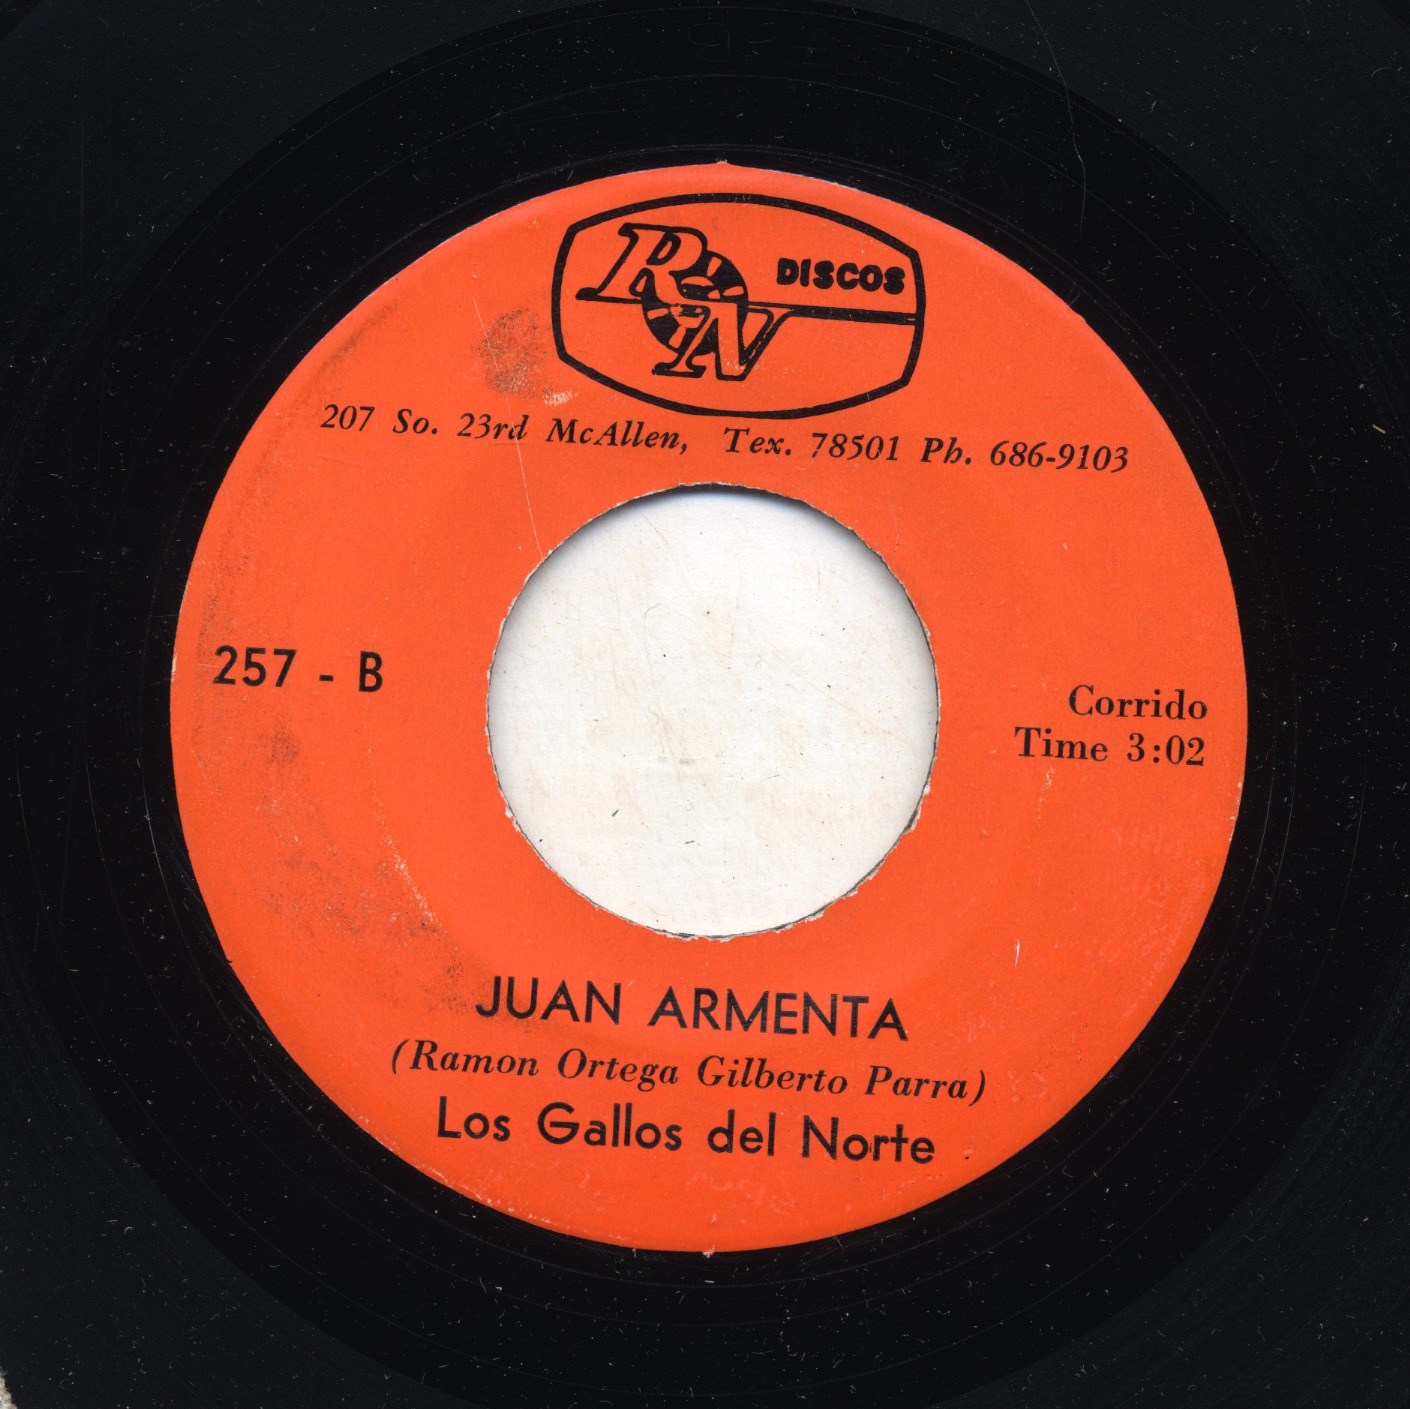 RyN DISCOS
207 So. 23rd McAllen, Tex. 78501 Ph. 686-9103
257 - B
Corrido
Time 3:02
JUAN ARMENTA
(Ramon Ortega Gilberto Parra)
Los Gallos del Norte